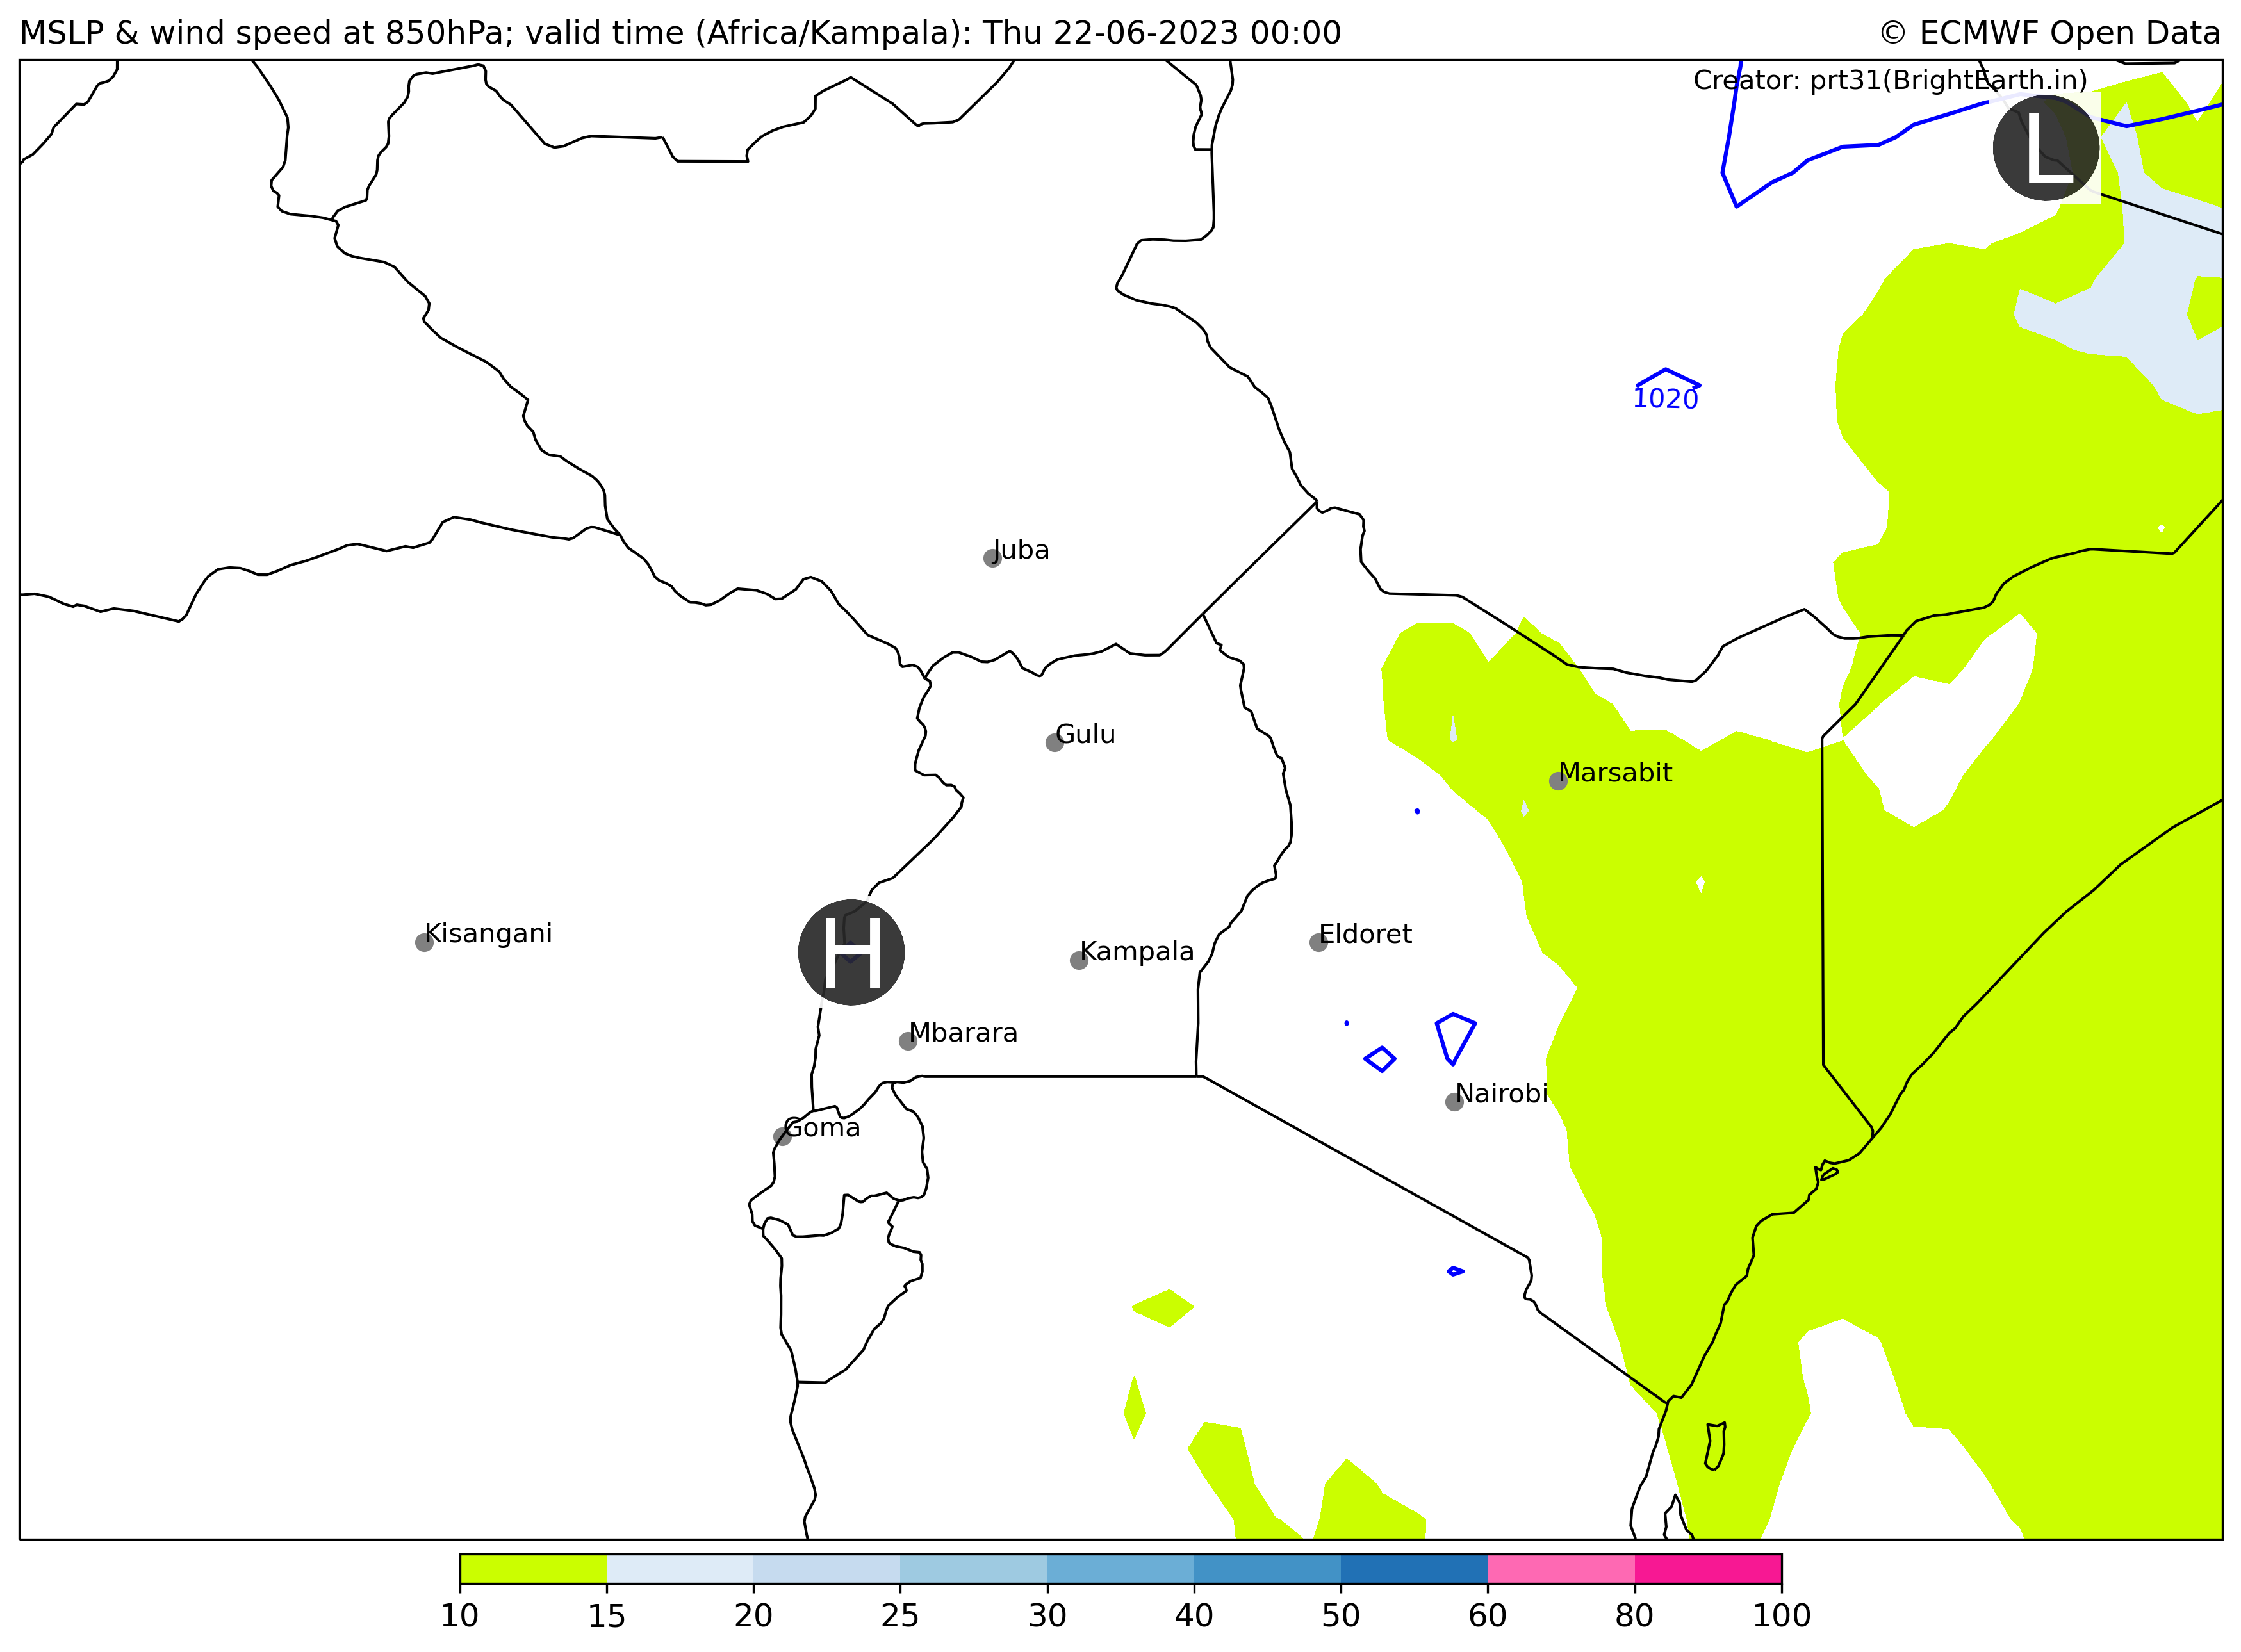 MSLP & wind speed at 850hPa; valid time (Africa/Kampala): Thu 22-06-2023 00:00
© ECMWF Open Data
Creator: prt31(BrightEarth.in)
L
1020
Juba
Gulu
Marsabit
Kisangani
H
Kampala
Eldoret
Mbarara
Nairobi
Goma
10 15 20 25 30 40 50 60 80 100